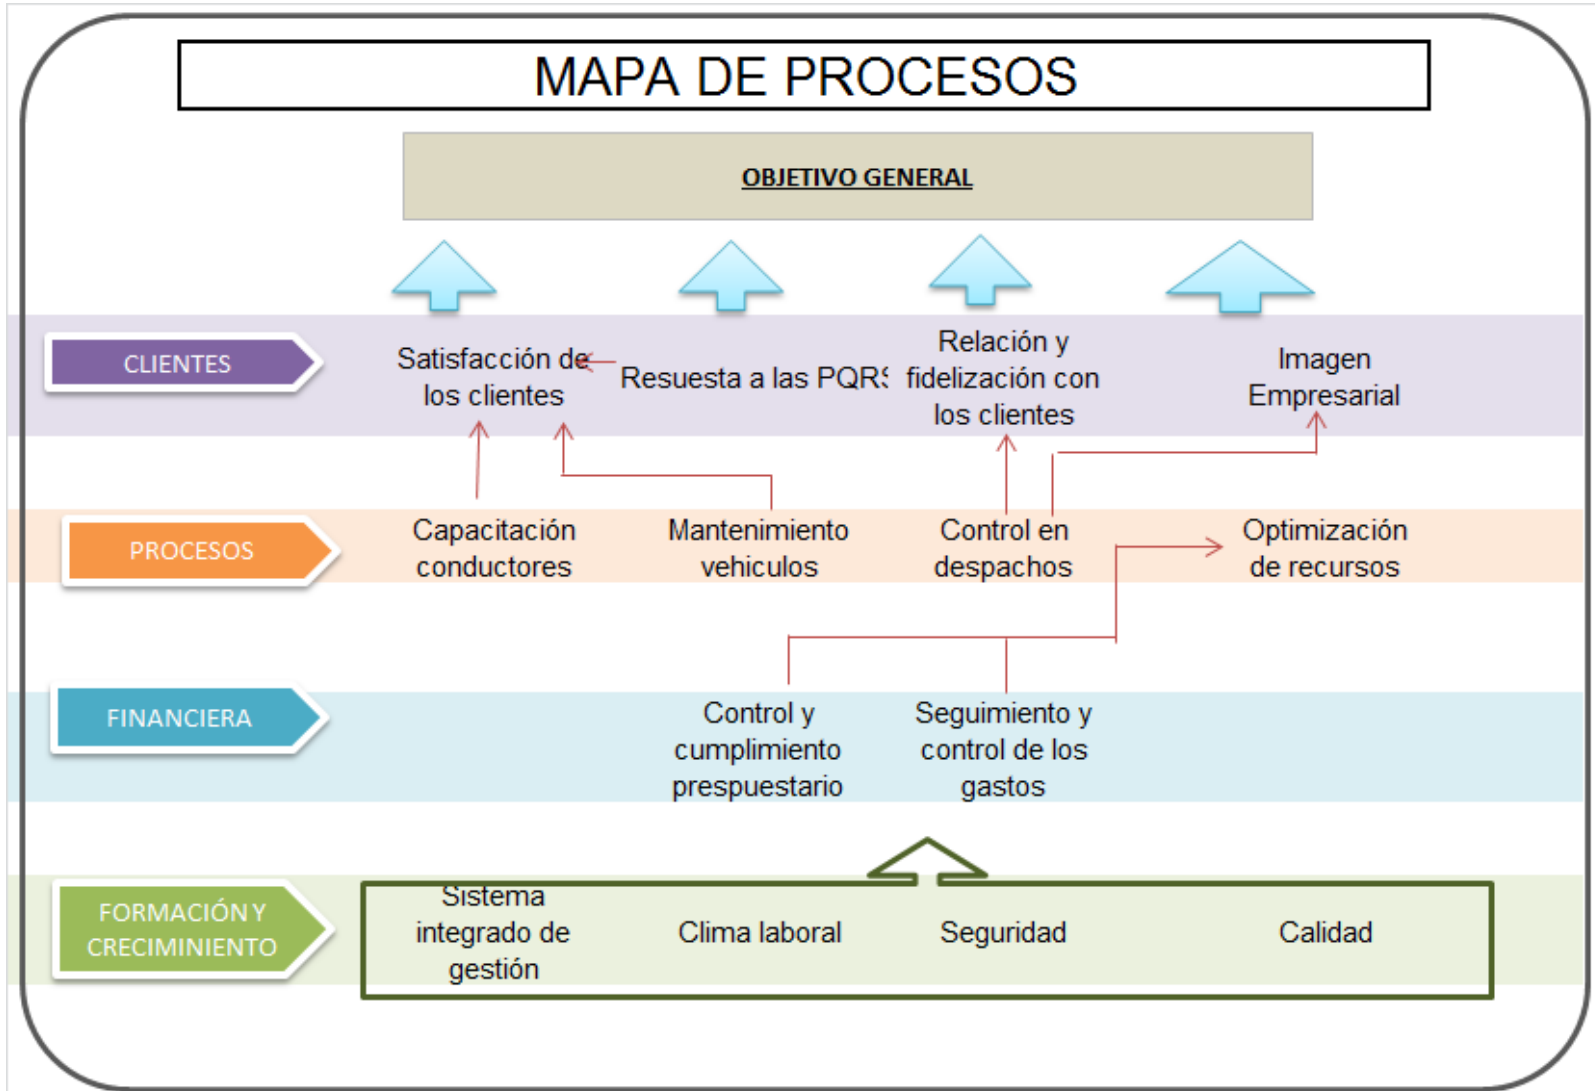 MAPA DE PROCESOS
OBJETIVO GENERAL
CLIENTES
Satisfacción de
los clientes
Resuesta a las PQRS
Relación y
fidelización con
los clientes
Imagen
Empresarial
PROCESOS
Capacitación
conductores
Mantenimiento
vehiculos
Control en
despachos
Optimización
de recursos
FINANCIERA
Control y
cumplimiento
prespuestario
Seguimiento y
control de los
gastos
FORMACIÓN Y
CRECIMINIENTO
Sistema
integrado de
gestión
Clima laboral
Seguridad
Calidad